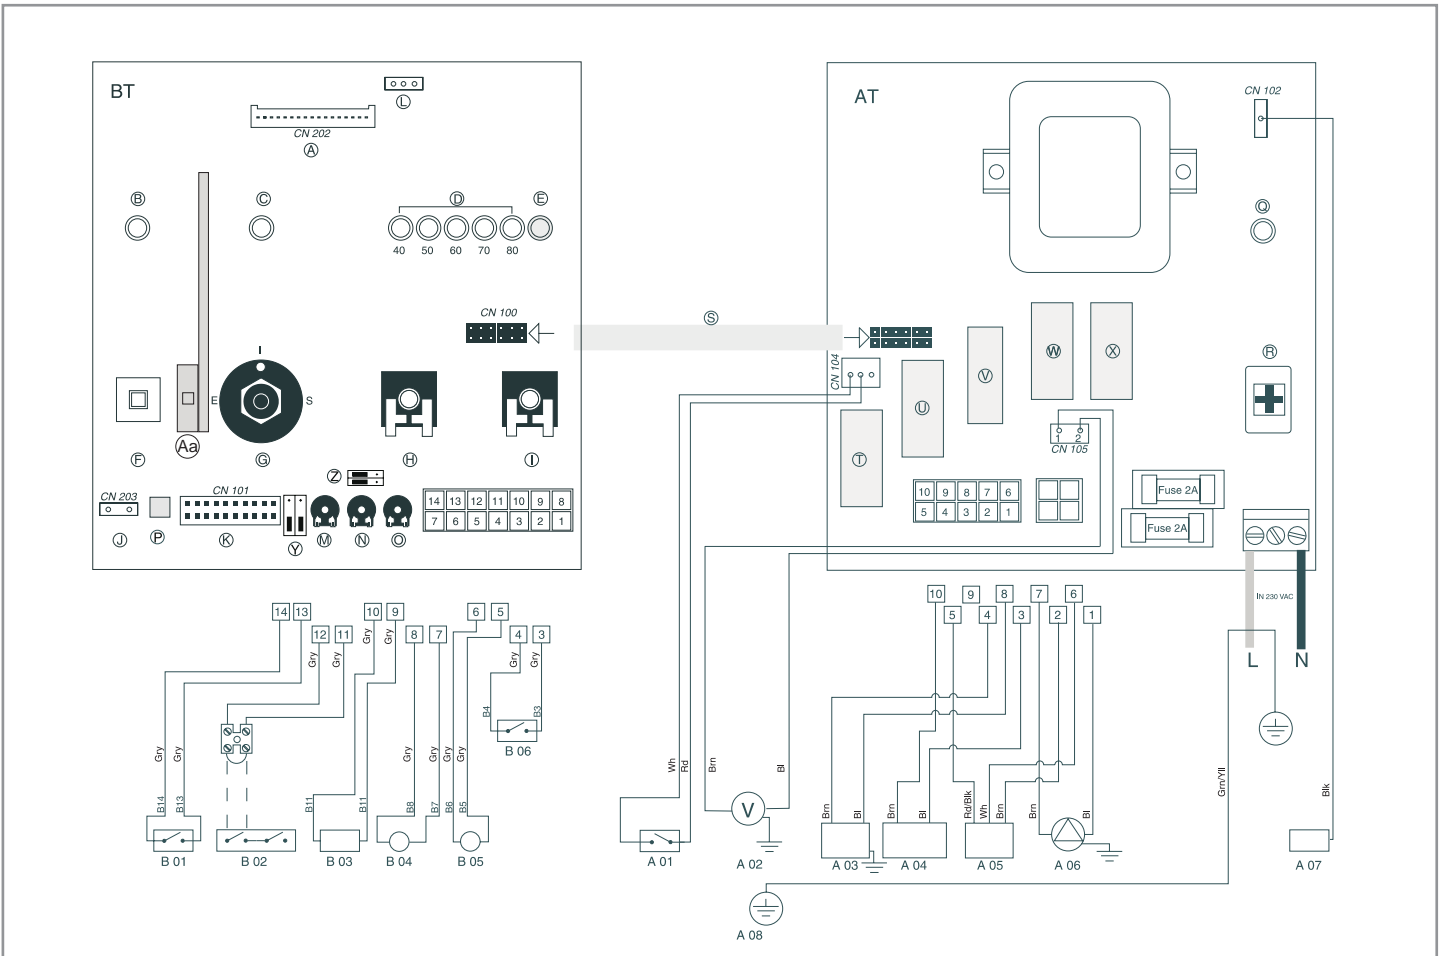 BT
L
CN 202
A
B
C
D
E
40 50 60 70 80
CN 100
S
I
E
S
F
Aa
G
H
I
Z
CN 203
CN 101
14 13 12 11 10 9 8
7 6 5 4 3 2 1
J
P
K
Y
M
N
O
AT
CN 102
Q
CN 104
T
U
V
W
X
R
1 2
CN 105
10 9 8 7 6
5 4 3 2 1
Fuse 2A
Fuse 2A
IN 230 VAC
L
N
14 13
12 11
10 9
8 7
6 5
4 3
Gry
Gry
Gry
Gry
Gry
Gry
B4
B3
B 06
Gry
Gry
Gry
Gry
Gry
Gry
B14
B13
B11
B11
B8
B7
B6
B5
B 01
B 02
B 03
B 04
B 05
10 9 8 7 6
5 4 3 2 1
Wh
Rd
Brn
Bl
V
A 01
A 02
Brn
Bl
Brn
Bl
Rd/Blk
Wh
Brn
Brn
Bl
A 03
A 04
A 05
A 06
Grn/Yll
Blk
A 07
A 08